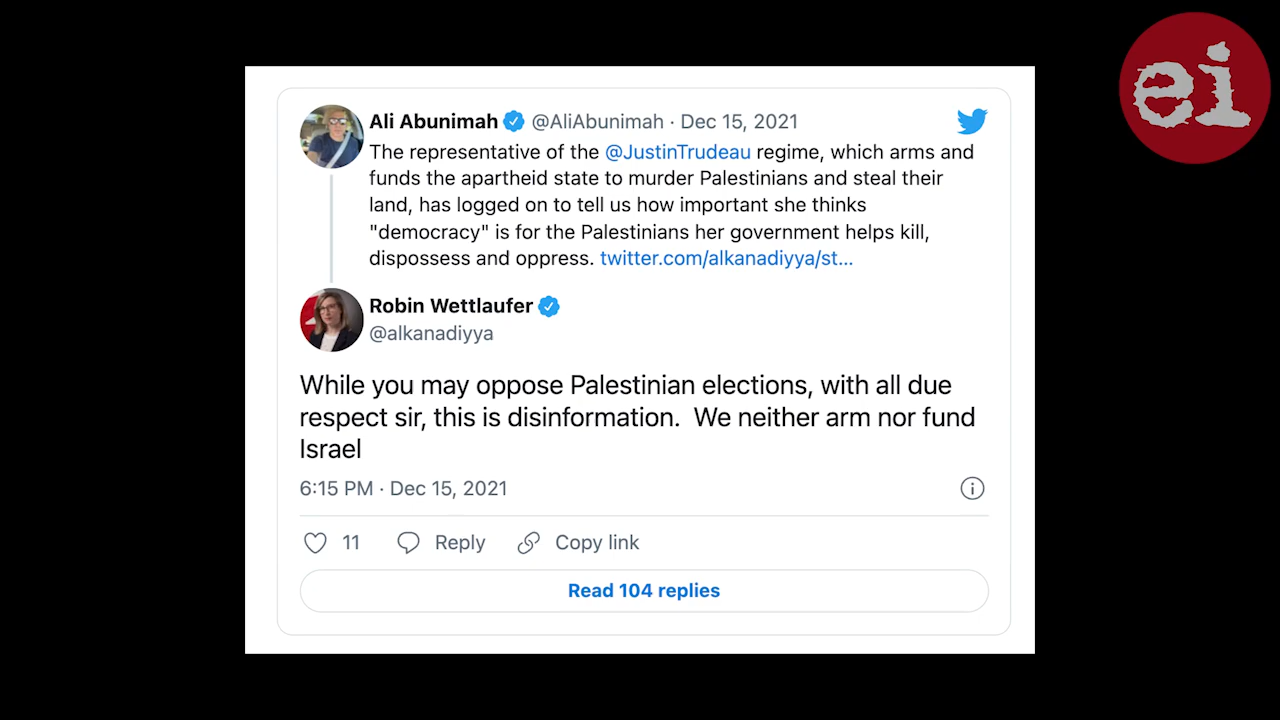 ei
Ali Abunimah @AliAbunimah · Dec 15, 2021
The representative of the @JustinTrudeau regime, which arms and
funds the apartheid state to murder Palestinians and steal their
land, has logged on to tell us how important she thinks
"democracy" is for the Palestinians her government helps kill,
dispossess and oppress. twitter.com/alkanadiyya/st...
Robin Wettlaufer
@alkanadiyya
While you may oppose Palestinian elections, with all due
respect sir, this is disinformation.  We neither arm nor fund
Israel
6:15 PM · Dec 15, 2021
11 Reply Copy link
Read 104 replies